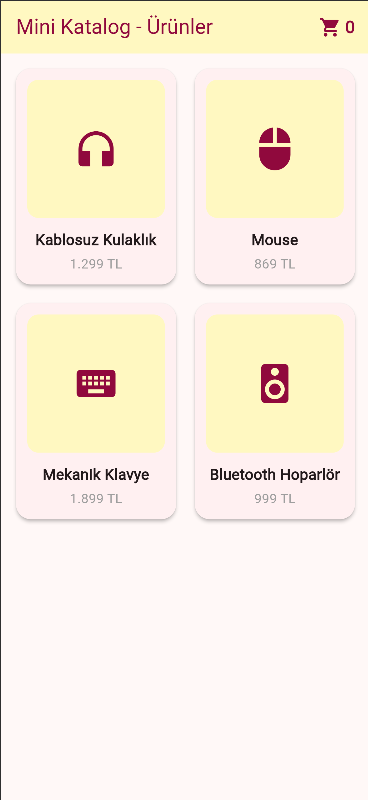 Mini Katalog - Ürünler 0
Kablosuz Kulaklık
1.299 TL
Mouse
869 TL
Mekanik Klavye
1.899 TL
Bluetooth Hoparlör
999 TL